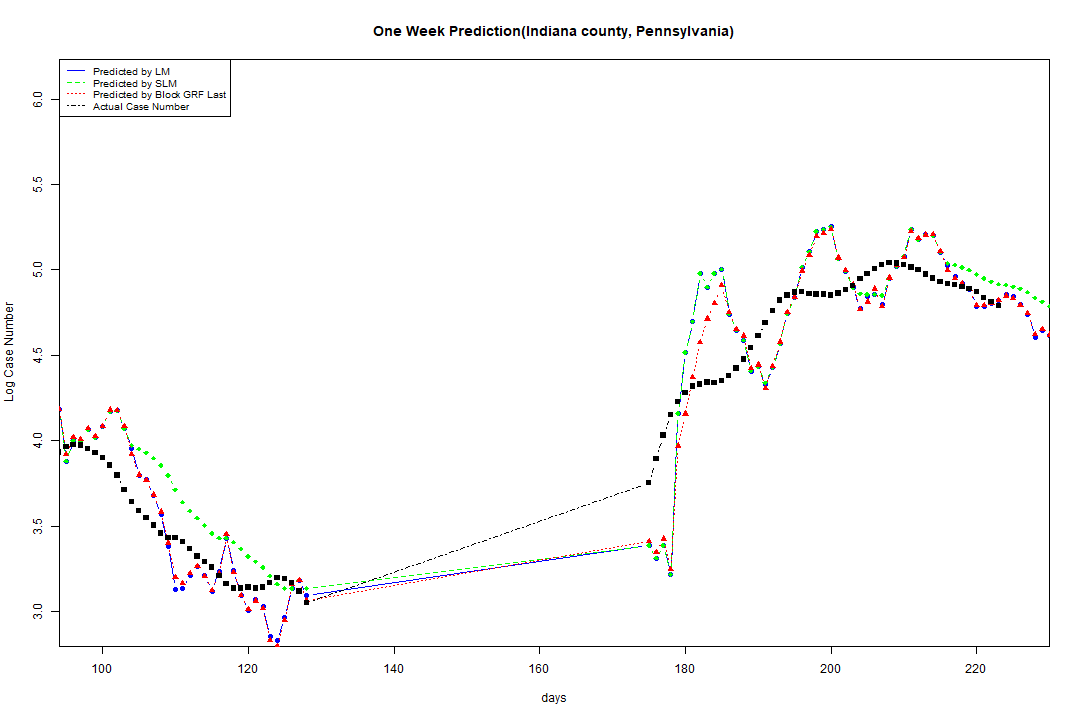 One Week Prediction(Indiana county, Pennsylvania)
Predicted by LM
Predicted by SLM
Predicted by Block GRF Last
Actual Case Number
Log Case Number
6.0
5.5
5.0
4.5
4.0
3.5
3.0
100 120 140 160 180 200 220
days